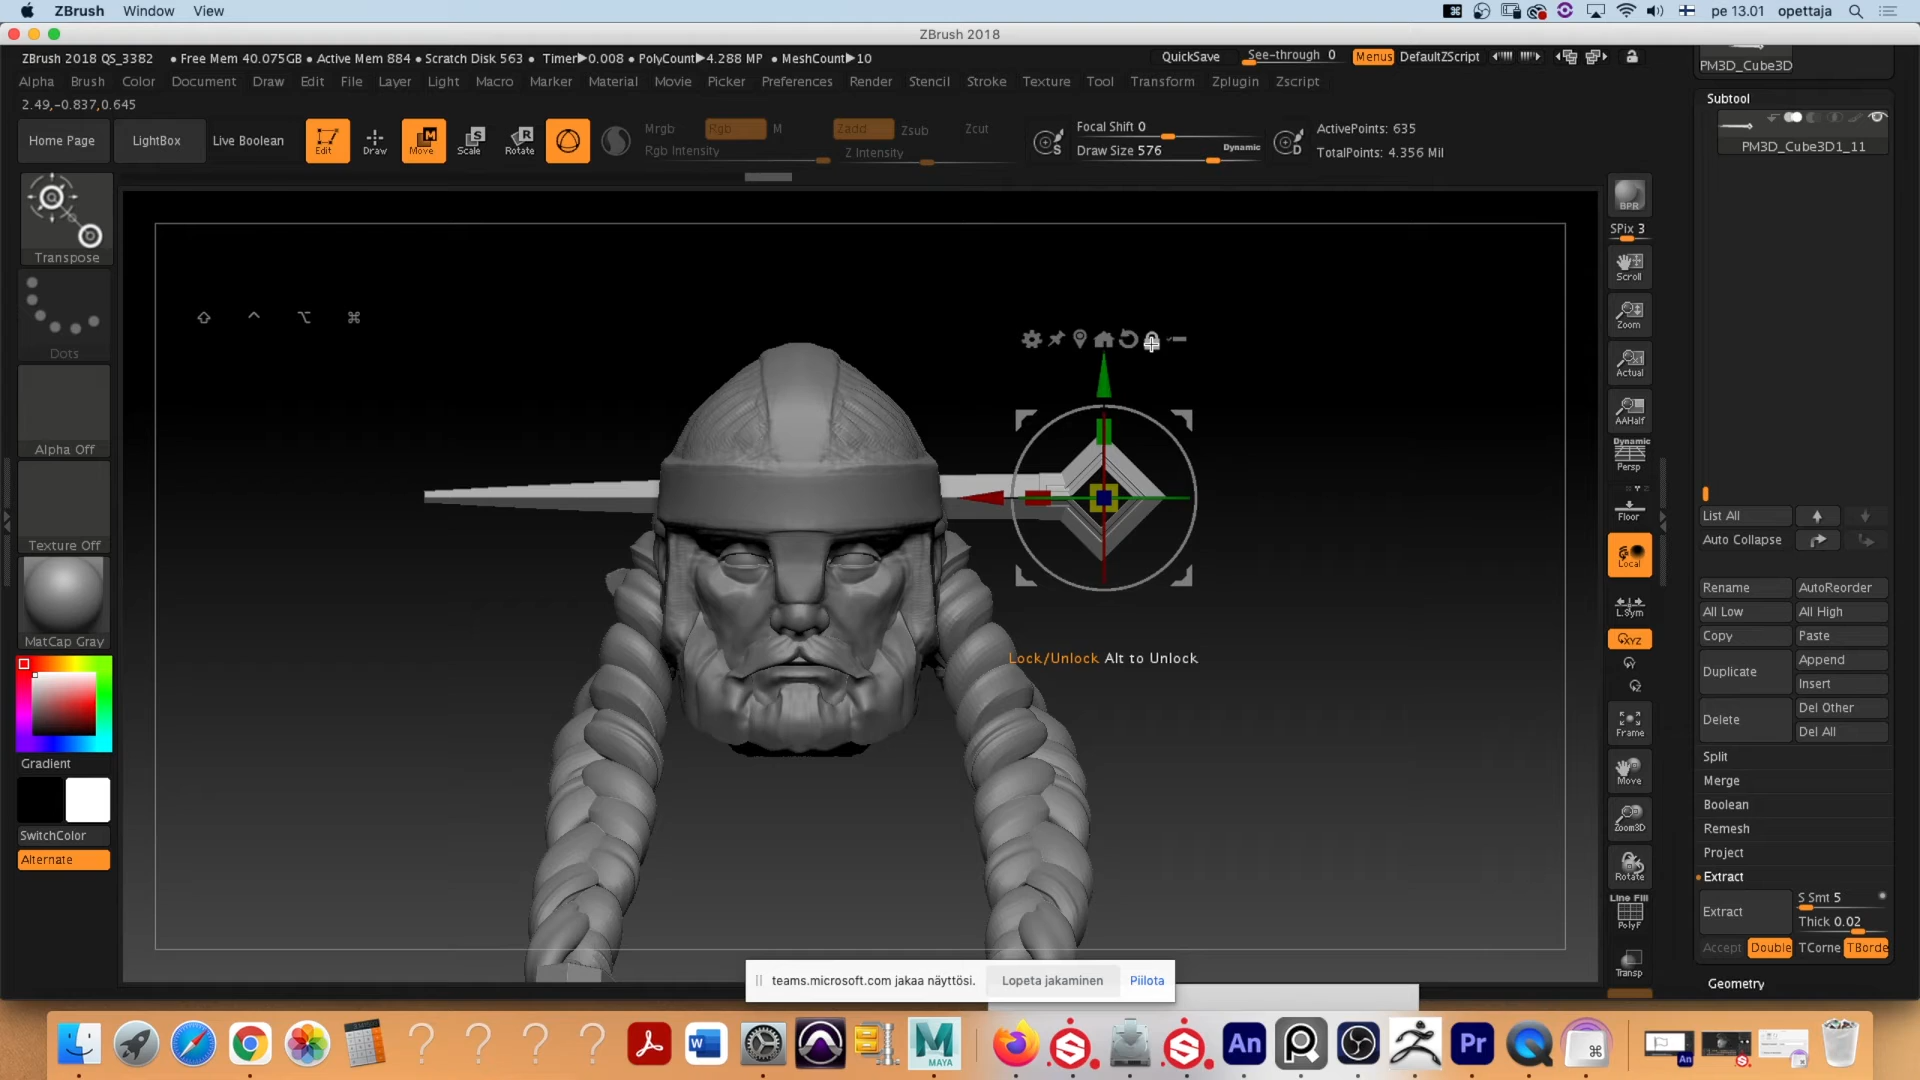 ZBrush Window View pe 13.01 opettaja
ZBrush 2018
ZBrush 2018 QS_3382 • Free Mem 40.075GB • Active Mem 884 • Scratch Disk 563 • Timer▶0.008 • PolyCount▶4.288 MP • MeshCount▶10 QuickSave See-through 0 Menus DefaultZScript
PM3D_Cube3D
Alpha Brush Color Document Draw Edit File Layer Light Macro Marker Material Movie Picker Preferences Render Stencil Stroke Texture Tool Transform Zplugin Zscript
2.49,-0.837,0.645
Home Page LightBox Live Boolean Edit Draw Move Scale Rotate
Mrgb Rgb M Zadd Zsub Zcut
Rgb Intensity Z Intensity
Focal Shift 0
Draw Size 576 Dynamic
ActivePoints: 635
TotalPoints: 4.356 Mil
Subtool
PM3D_Cube3D1_11
Transpose
Dots
Alpha Off
Texture Off
MatCap Gray
Gradient
SwitchColor
Alternate
⇧ ^ ⌥ ⌘
Lock/Unlock Alt to Unlock
BPR
SPix 3
Scroll
Zoom
Actual
AAHalf
Dynamic
Persp
Floor
Local
L.Sym
XYZ
Frame
Move
Zoom3D
Rotate
Line Fill
PolyF
Transp
List All
Auto Collapse
Rename AutoReorder
All Low All High
Copy Paste
Duplicate Append
Insert
Delete Del Other
Del All
Split
Merge
Boolean
Remesh
Project
Extract
Extract S Smt 5
Thick 0.02
Accept Double TCorne TBorde
Geometry
teams.microsoft.com jakaa näyttösi. Lopeta jakaminen Piilota
W MAYA An Pr
An